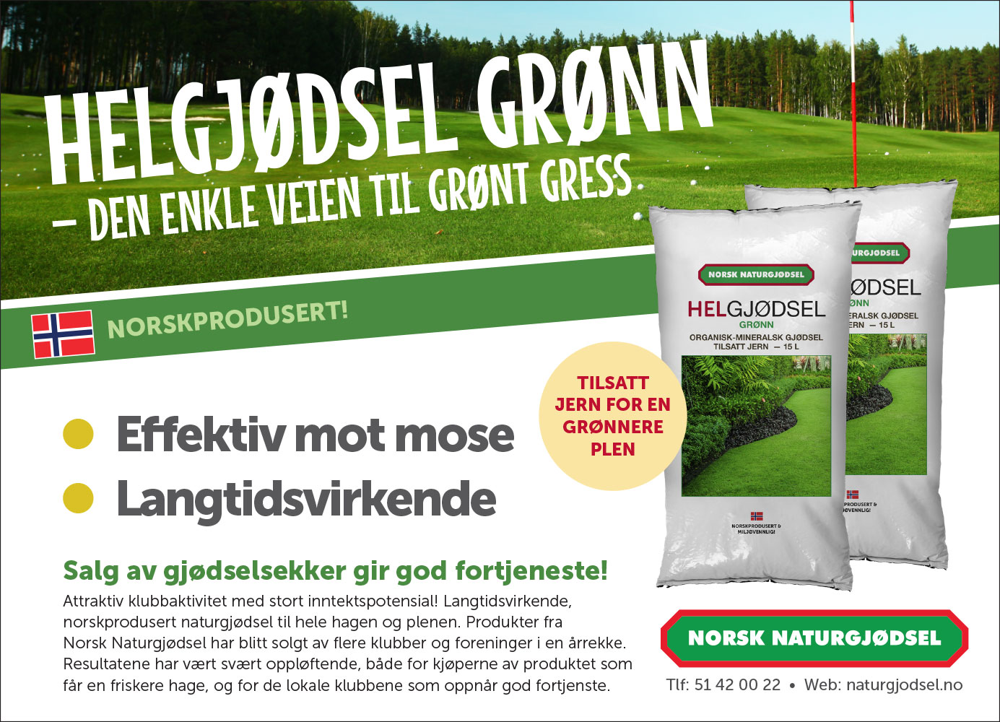 HELGJØDSEL GRØNN
– DEN ENKLE VEIEN TIL GRØNT GRESS
NORSKPRODUSERT!
Effektiv mot mose
Langtidsvirkende
TILSATT
JERN FOR EN
GRØNNERE
PLEN
NORSK NATURGJØDSEL
HELGJØDSEL
GRØNN
ORGANISK-MINERALSK GJØDSEL
TILSATT JERN – 15 L
NORSKPRODUSERT &
MILJØVENNLIG!
URGJØDSEL
ØDSEL
ØNN
ERALSK GJØDSEL
ERN – 15 L
PRODUSERT &
JØVENNLIG!
Salg av gjødselsekker gir god fortjeneste!
Attraktiv klubbaktivitet med stort inntektspotensial! Langtidsvirkende,
norskprodusert naturgjødsel til hele hagen og plenen. Produkter fra
Norsk Naturgjødsel har blitt solgt av flere klubber og foreninger i en årrekke.
Resultatene har vært svært oppløftende, både for kjøperne av produktet som
får en friskere hage, og for de lokale klubbene som oppnår god fortjenste.
NORSK NATURGJØDSEL
Tlf: 51 42 00 22 • Web: naturgjodsel.no